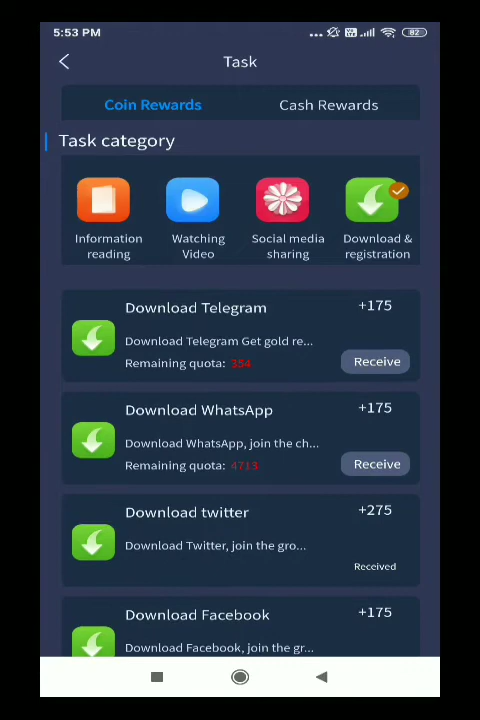 5:53 PM
82
Task
Coin Rewards
Cash Rewards
Task category
Information reading
Watching Video
Social media sharing
Download & registration
Download Telegram
+175
Download Telegram Get gold re...
Remaining quota: 354
Receive
Download WhatsApp
+175
Download WhatsApp, join the ch...
Remaining quota: 4713
Receive
Download twitter
+275
Download Twitter, join the gro...
Received
Download Facebook
+175
Download Facebook, join the gr...